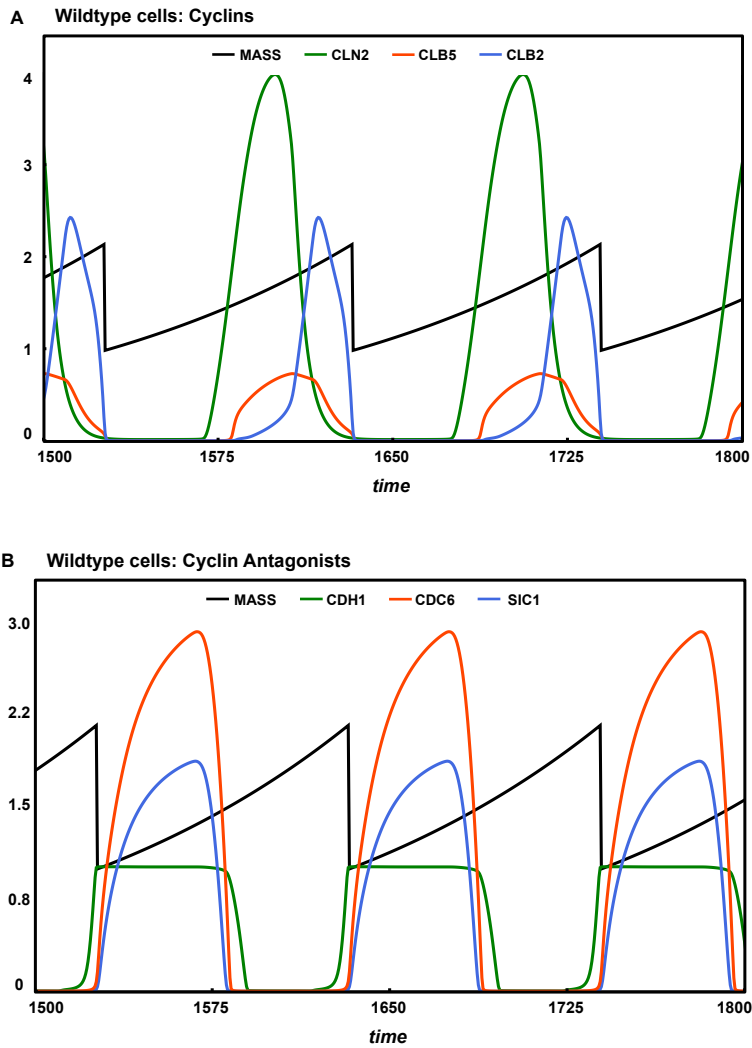 A Wildtype cells: Cyclins
MASS CLN2 CLB5 CLB2
4
3
2
1
0
1500 1575 1650 1725 1800
time
B Wildtype cells: Cyclin Antagonists
MASS CDH1 CDC6 SIC1
3.0
2.2
1.5
0.8
0
1500 1575 1650 1725 1800
time